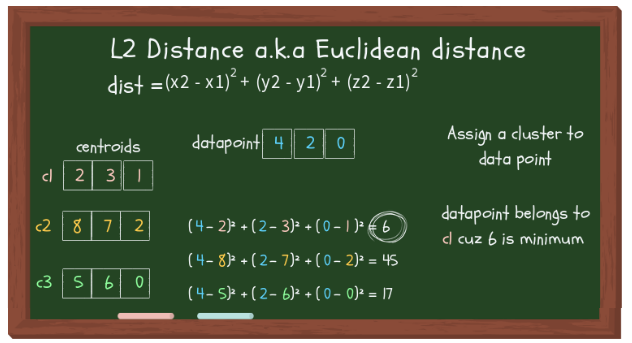 L2 Distance a.k.a Euclidean distance
dist =(x2 - x1)² + (y2 - y1)² + (z2 - z1)²
centroids
datapoint 4 2 0
Assign a cluster to
data point
c1 2 3 1
c2 8 7 2
(4- 2)² + (2- 3)² + (0- 1)² = 6
datapoint belongs to
c1 cuz 6 is minimum
(4- 8)² + (2- 7)² + (0- 2)² = 45
c3 5 6 0
(4- 5)² + (2- 6)² + (0- 0)² = 17